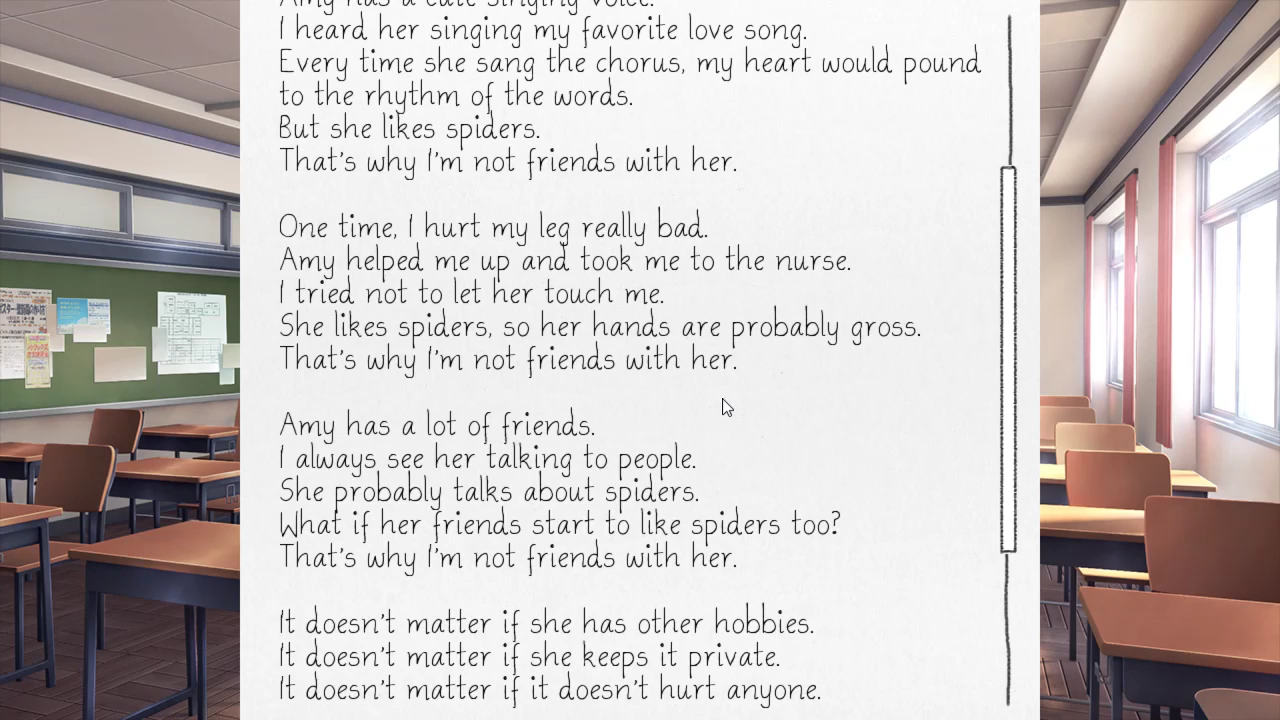 Amy has a cute singing voice.
I heard her singing my favorite love song.
Every time she sang the chorus, my heart would pound
to the rhythm of the words.
But she likes spiders.
That's why I'm not friends with her.
One time, I hurt my leg really bad.
Amy helped me up and took me to the nurse.
I tried not to let her touch me.
She likes spiders, so her hands are probably gross.
That's why I'm not friends with her.
Amy has a lot of friends.
I always see her talking to people.
She probably talks about spiders.
What if her friends start to like spiders too?
That's why I'm not friends with her.
It doesn't matter if she has other hobbies.
It doesn't matter if she keeps it private.
It doesn't matter if it doesn't hurt anyone.